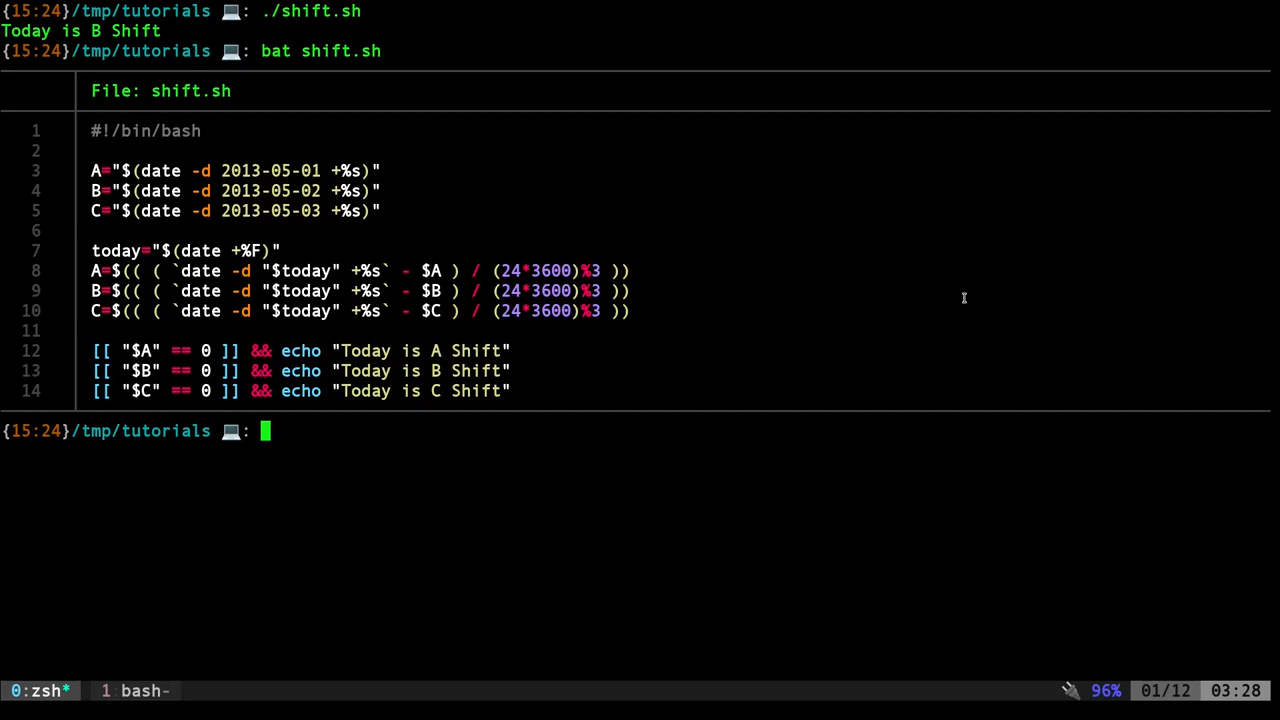 {15:24}/tmp/tutorials 💻: ./shift.sh
Today is B Shift
{15:24}/tmp/tutorials 💻: bat shift.sh
File: shift.sh
1 #!/bin/bash
2
3 A="$(date -d 2013-05-01 +%s)"
4 B="$(date -d 2013-05-02 +%s)"
5 C="$(date -d 2013-05-03 +%s)"
6
7 today="$(date +%F)"
8 A=$(( ( `date -d "$today" +%s` - $A ) / (24*3600)%3 ))
9 B=$(( ( `date -d "$today" +%s` - $B ) / (24*3600)%3 ))
10 C=$(( ( `date -d "$today" +%s` - $C ) / (24*3600)%3 ))
11
12 [[ "$A" == 0 ]] && echo "Today is A Shift"
13 [[ "$B" == 0 ]] && echo "Today is B Shift"
14 [[ "$C" == 0 ]] && echo "Today is C Shift"
{15:24}/tmp/tutorials 💻:
0:zsh* 1:bash- 96% 01/12 03:28